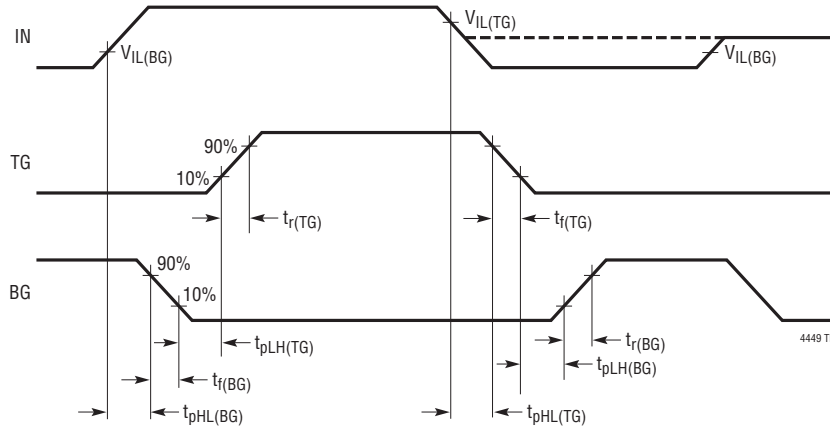 IN
V_IL(BG)
V_IL(TG)
V_IL(BG)
TG
90%
10%
t_r(TG)
t_f(TG)
BG
90%
10%
t_pLH(TG)
t_f(BG)
t_pHL(BG)
t_r(BG)
t_pLH(BG)
t_pHL(TG)
4449